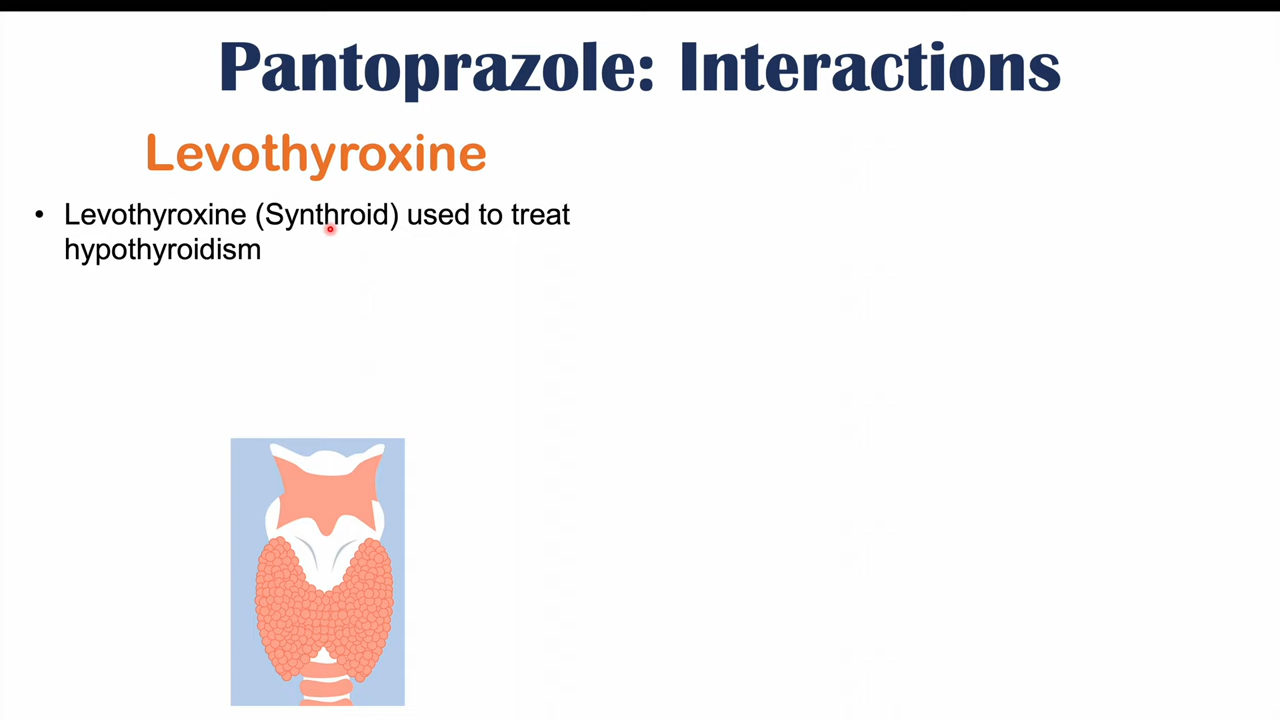 Pantoprazole: Interactions
Levothyroxine
• Levothyroxine (Synthroid) used to treat
hypothyroidism